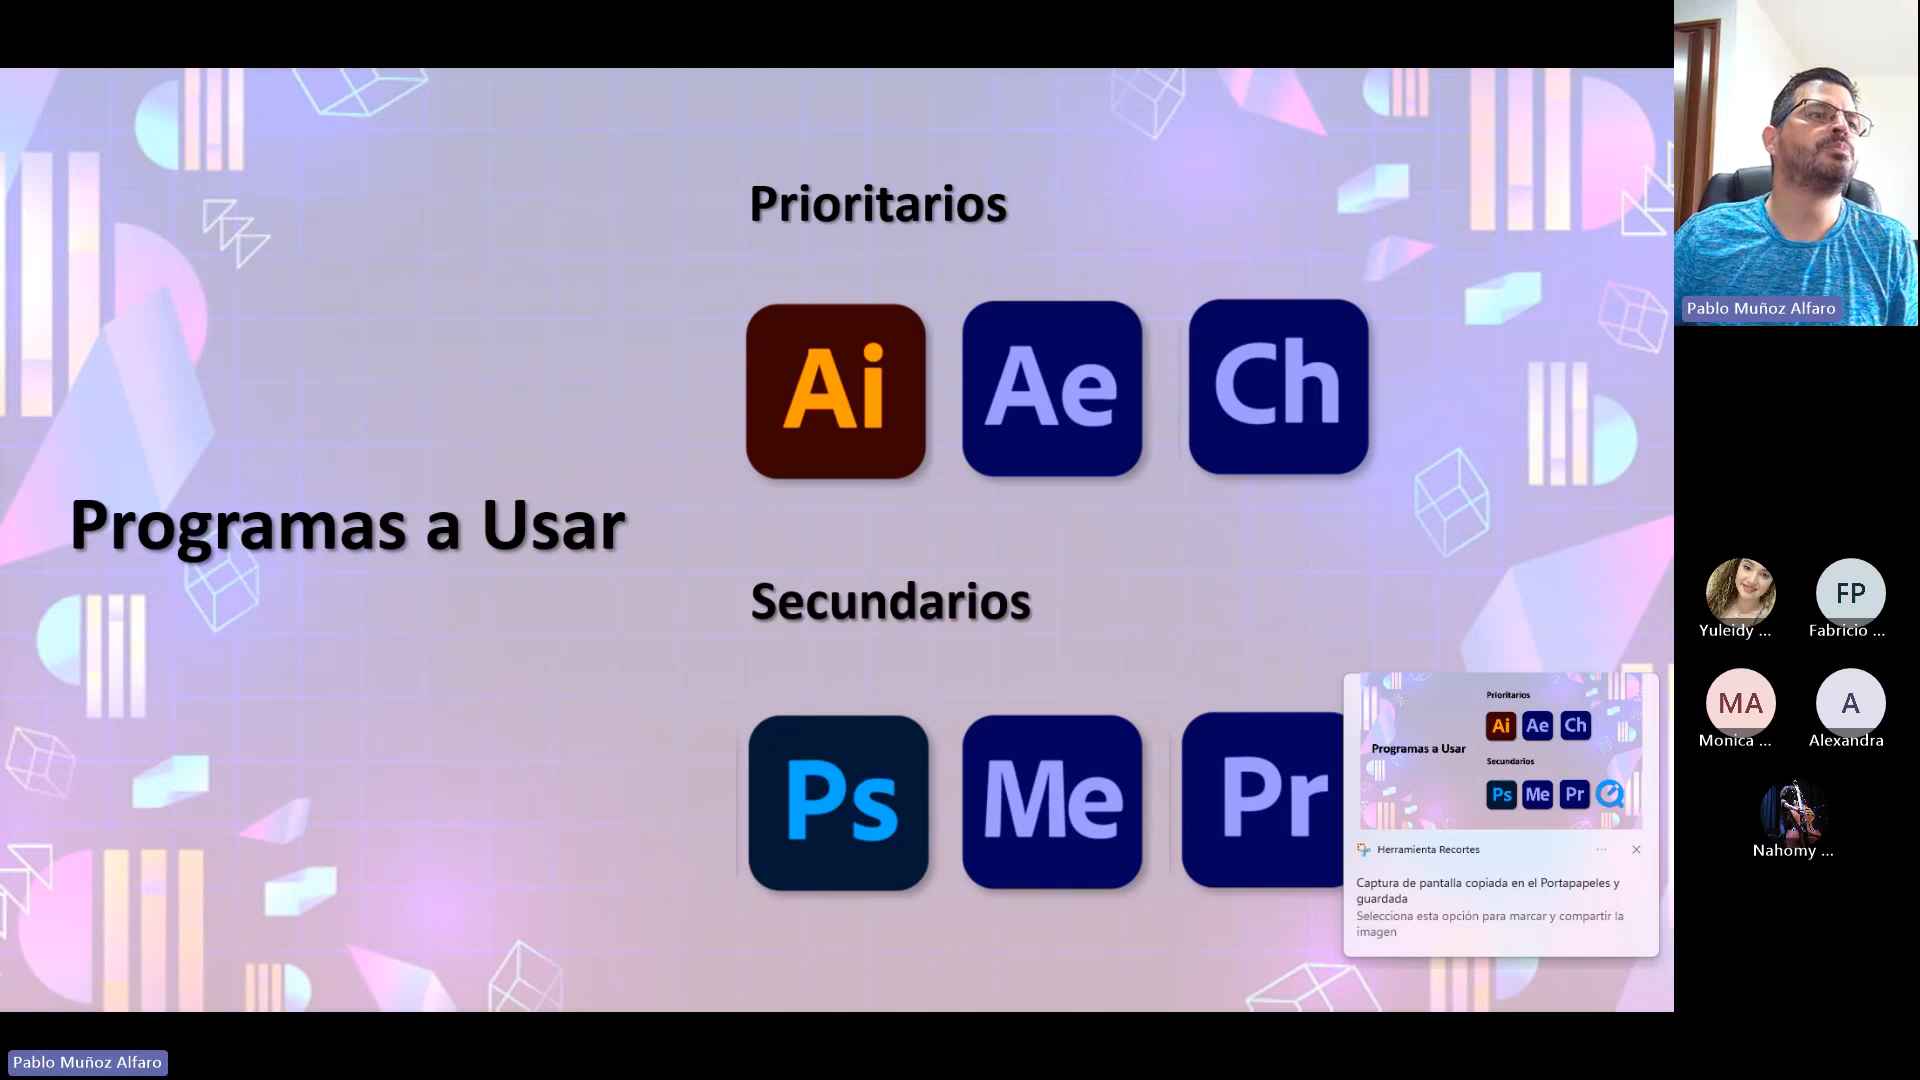 Prioritarios
Ai Ae Ch
Programas a Usar
Secundarios
Ps Me Pr
Prioritarios
Ai Ae Ch
Programas a Usar
Secundarios
Ps Me Pr
Herramienta Recortes
Captura de pantalla copiada en el Portapapeles y
guardada
Selecciona esta opción para marcar y compartir la
imagen
Pablo Muñoz Alfaro
Yuleidy ...
FP
Fabricio ...
MA
Monica ...
A
Alexandra
Nahomy ...
Pablo Muñoz Alfaro